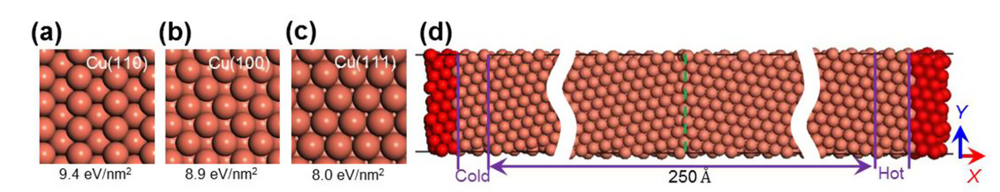 (a) (b) (c) (d)
Cu(110) Cu(100) Cu(111)
9.4 eV/nm² 8.9 eV/nm² 8.0 eV/nm²
Cold 250 Å Hot
Y
X